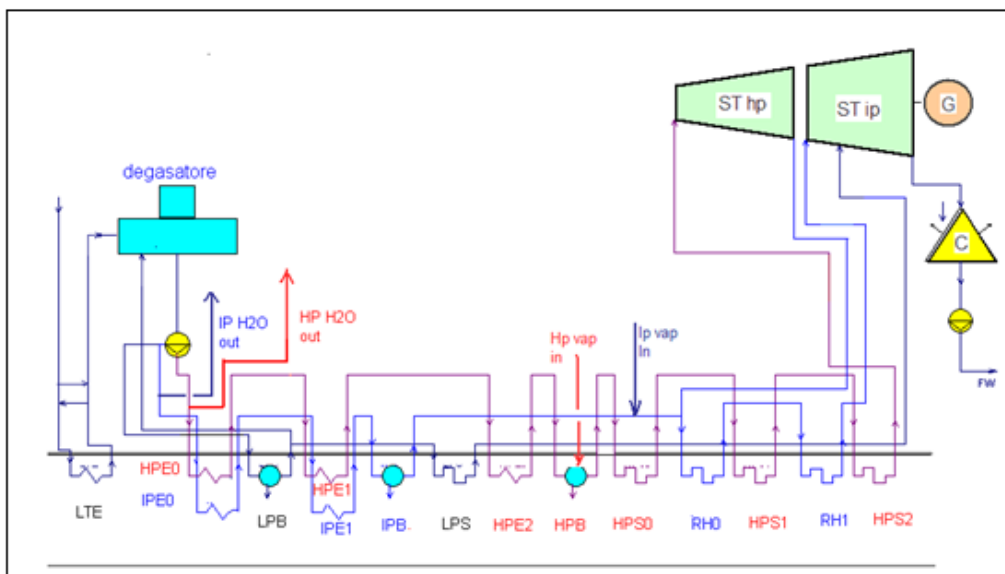 ST hp
ST ip
G
degasatore
C
IP H2O
out
HP H2O
out
Hp vap
in
Ip vap
In
FW
HPE0
HPE1
LTE
IPE0
LPB
IPE1
IPB.
LPS
HPE2
HPB
HPS0
RH0
HPS1
RH1
HPS2